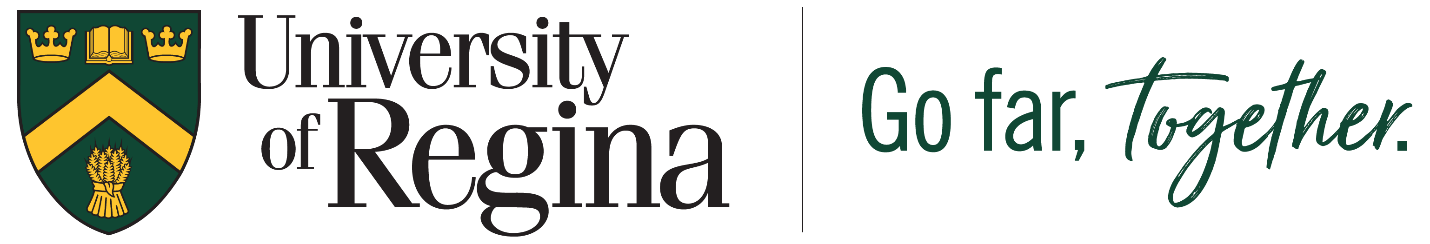 University
of Regina
Go far, together.